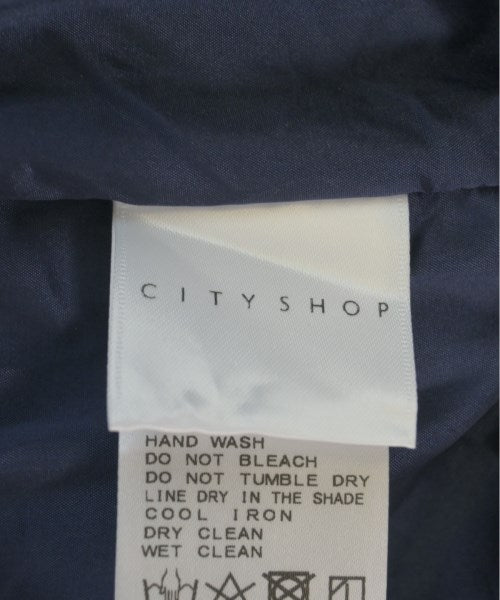 CITYSHOP
HAND WASH
DO NOT BLEACH
DO NOT TUMBLE DRY
LINE DRY IN THE SHADE
COOL IRON
DRY CLEAN
WET CLEAN